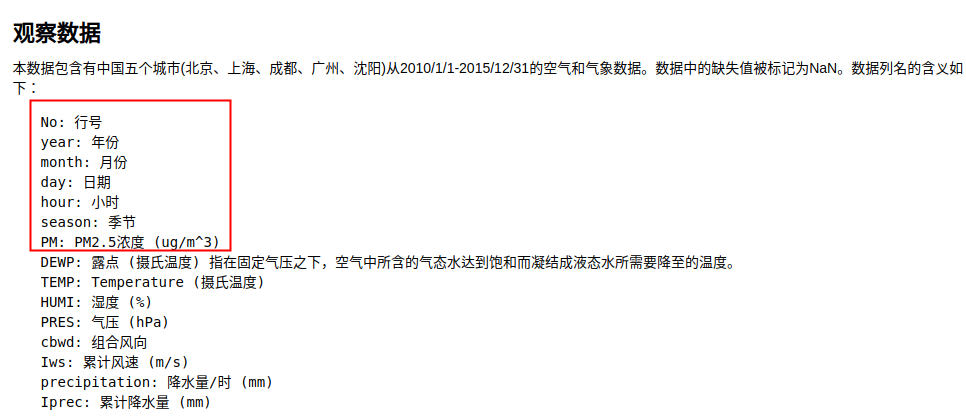 观察数据
本数据包含有中国五个城市(北京、上海、成都、广州、沈阳)从2010/1/1-2015/12/31的空气和气象数据。数据中的缺失值被标记为NaN。数据列名的含义如
下：
No: 行号
year: 年份
month: 月份
day: 日期
hour: 小时
season: 季节
PM: PM2.5浓度 (ug/m^3)
DEWP: 露点 (摄氏温度) 指在固定气压之下，空气中所含的气态水达到饱和而凝结成液态水所需要降至的温度。
TEMP: Temperature (摄氏温度)
HUMI: 湿度 (%)
PRES: 气压 (hPa)
cbwd: 组合风向
Iws: 累计风速 (m/s)
precipitation: 降水量/时 (mm)
Iprec: 累计降水量 (mm)